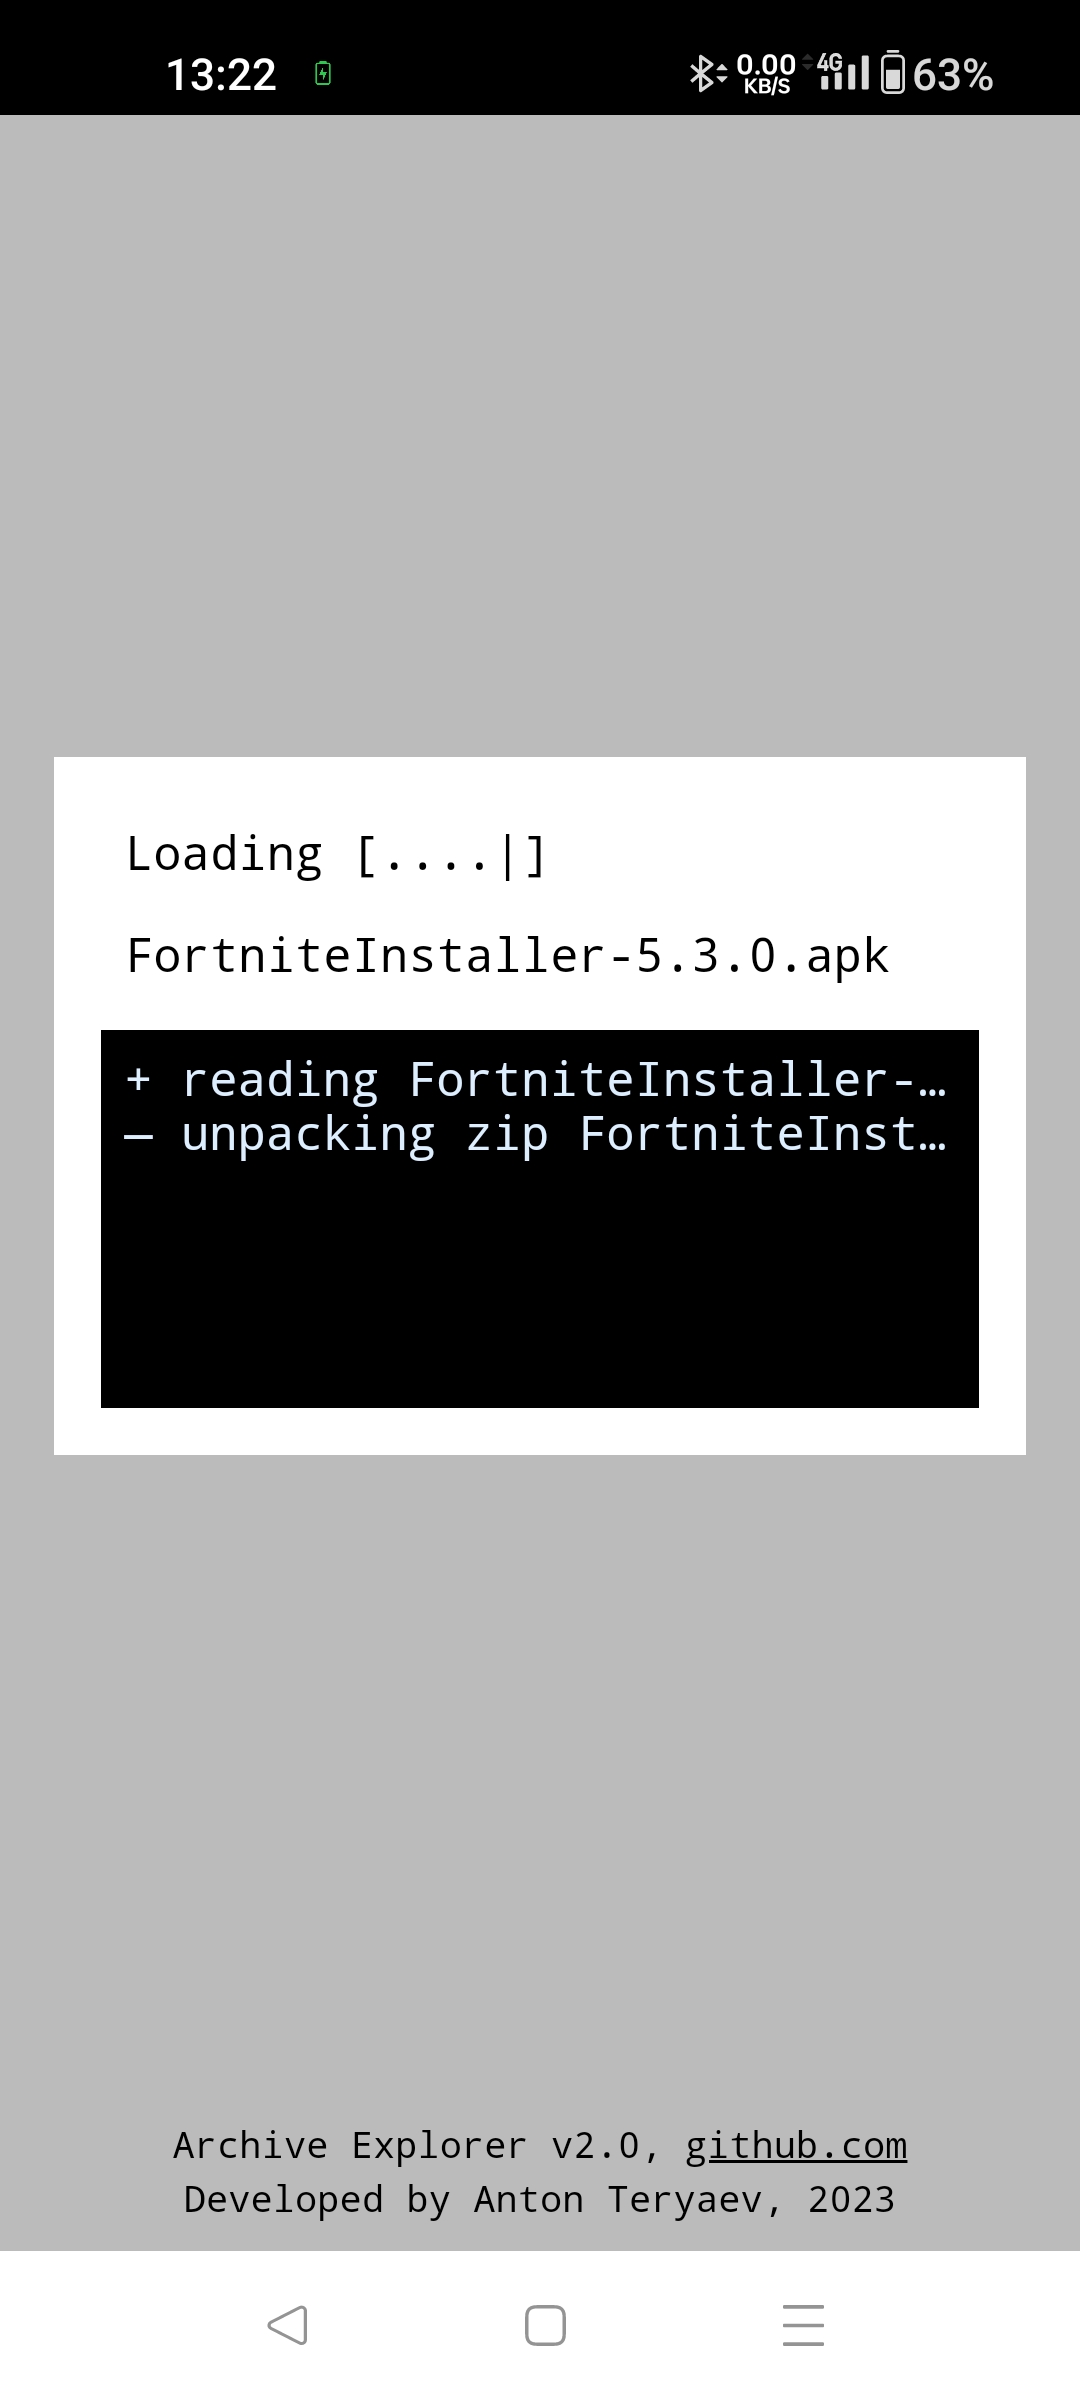 13:22
0.00
KB/S
4G
63%
Loading [....|]
FortniteInstaller-5.3.0.apk
+ reading FortniteInstaller-…
— unpacking zip FortniteInst…
Archive Explorer v2.0, github.com
Developed by Anton Teryaev, 2023